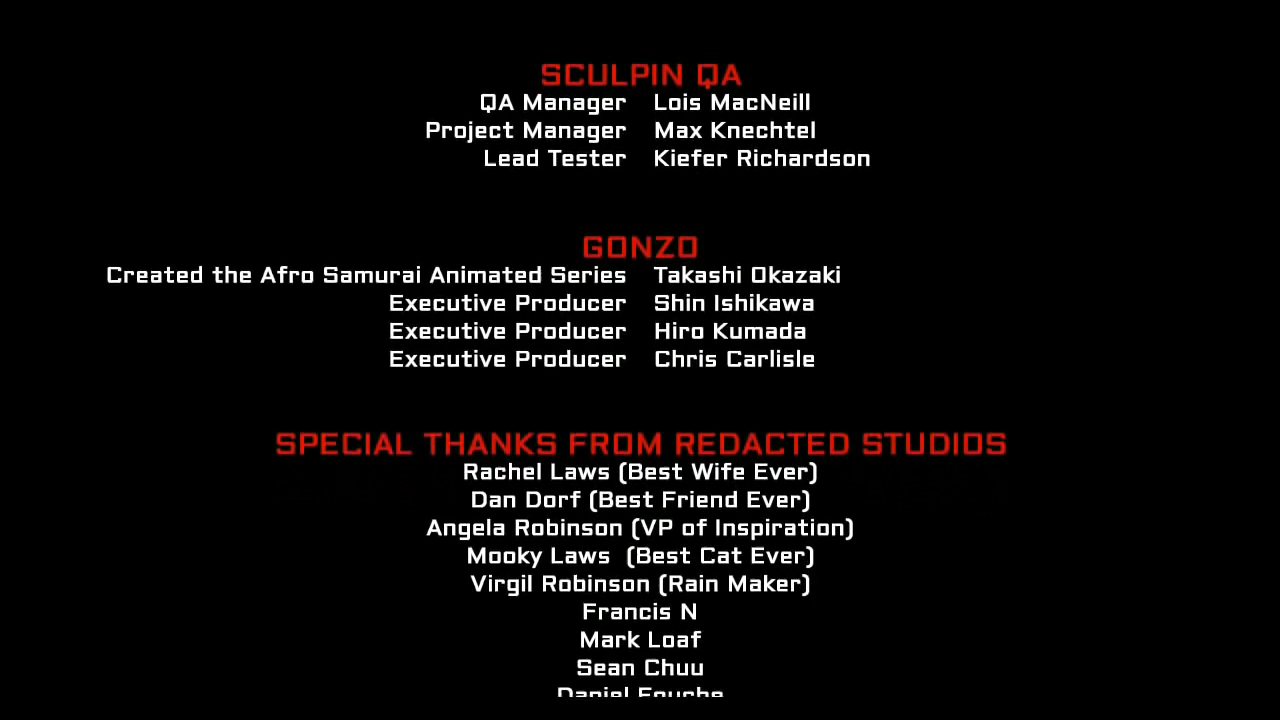 SCULPIN QA
QA Manager Lois MacNeill
Project Manager Max Knechtel
Lead Tester Kiefer Richardson
GONZO
Created the Afro Samurai Animated Series Takashi Okazaki
Executive Producer Shin Ishikawa
Executive Producer Hiro Kumada
Executive Producer Chris Carlisle
SPECIAL THANKS FROM REDACTED STUDIOS
Rachel Laws (Best Wife Ever)
Dan Dorf (Best Friend Ever)
Angela Robinson (VP of Inspiration)
Mooky Laws (Best Cat Ever)
Virgil Robinson (Rain Maker)
Francis N
Mark Loaf
Sean Chuu
Daniel